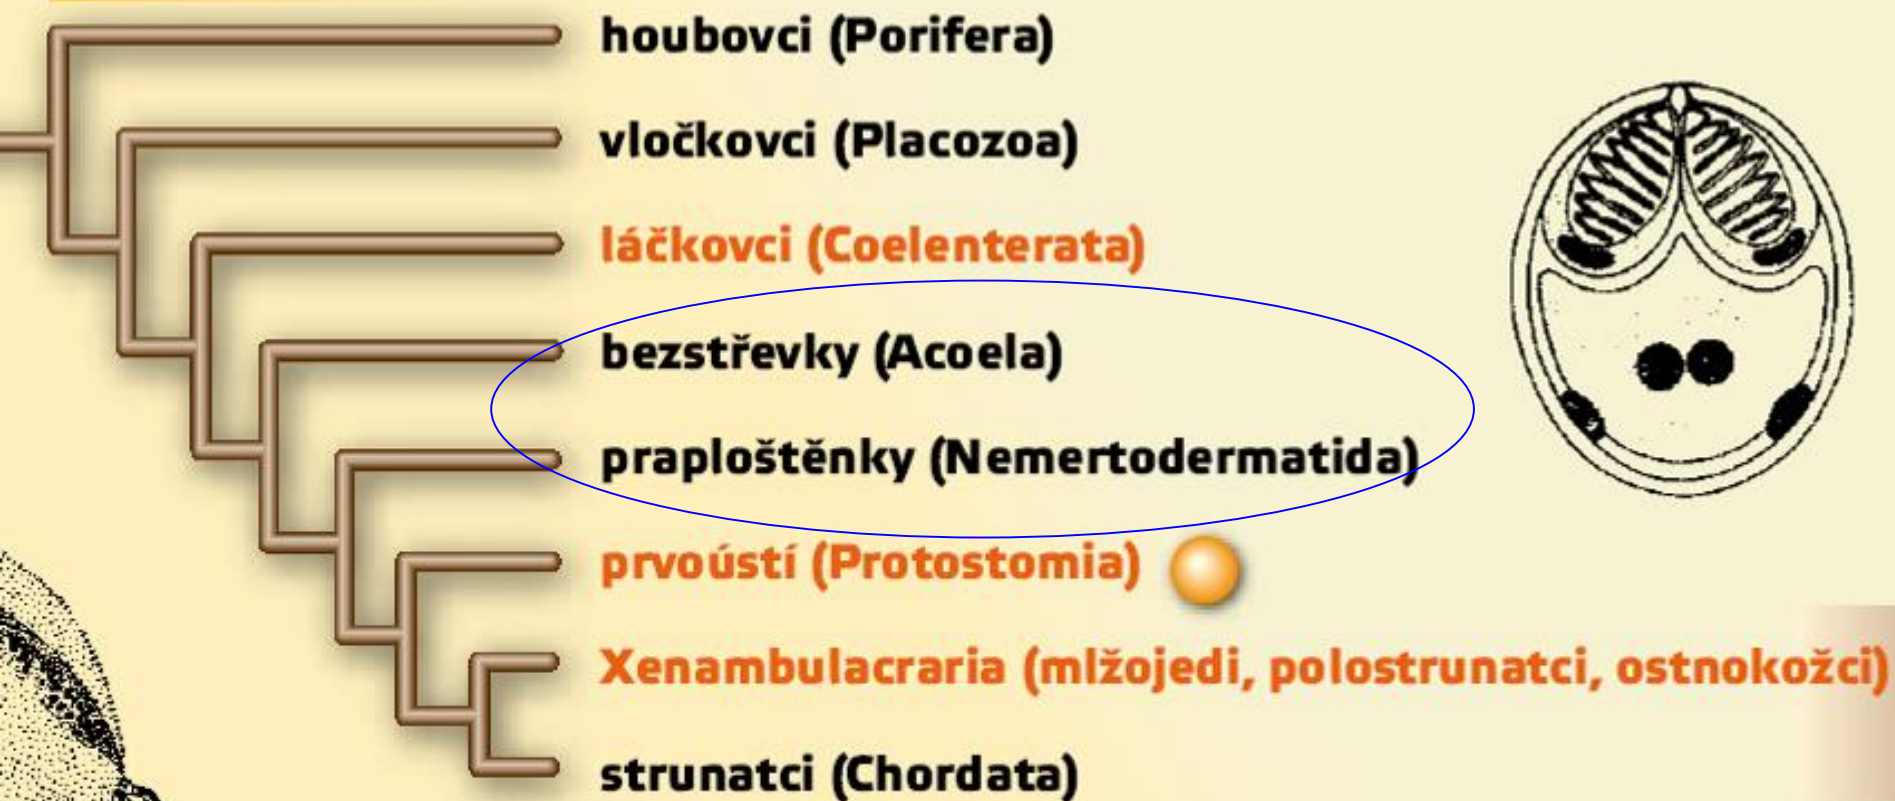 houbovci (Porifera)
vločkovci (Placozoa)
láčkovci (Coelenterata)
bezstřevky (Acoela)
praploštěnky (Nemertodermatida)
prvoústí (Protostomia)
Xenambulacraria (mlžojedi, polostrunatci, ostnokožci)
strunatci (Chordata)